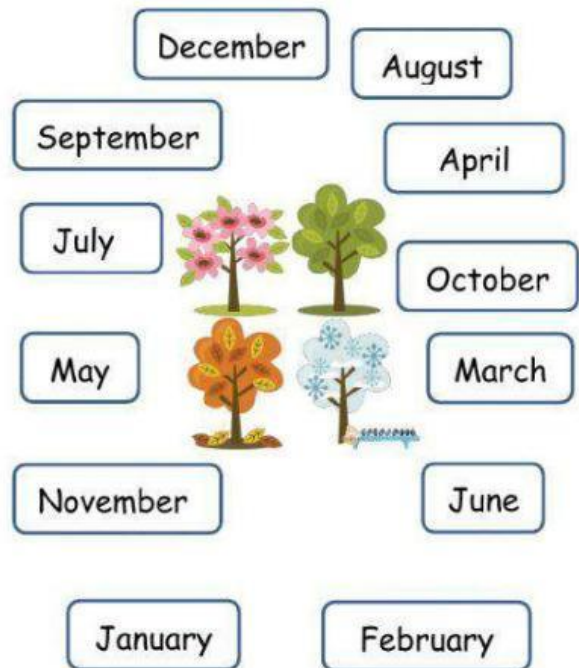 December
August
September
April
July
October
May
March
November
June
January
February